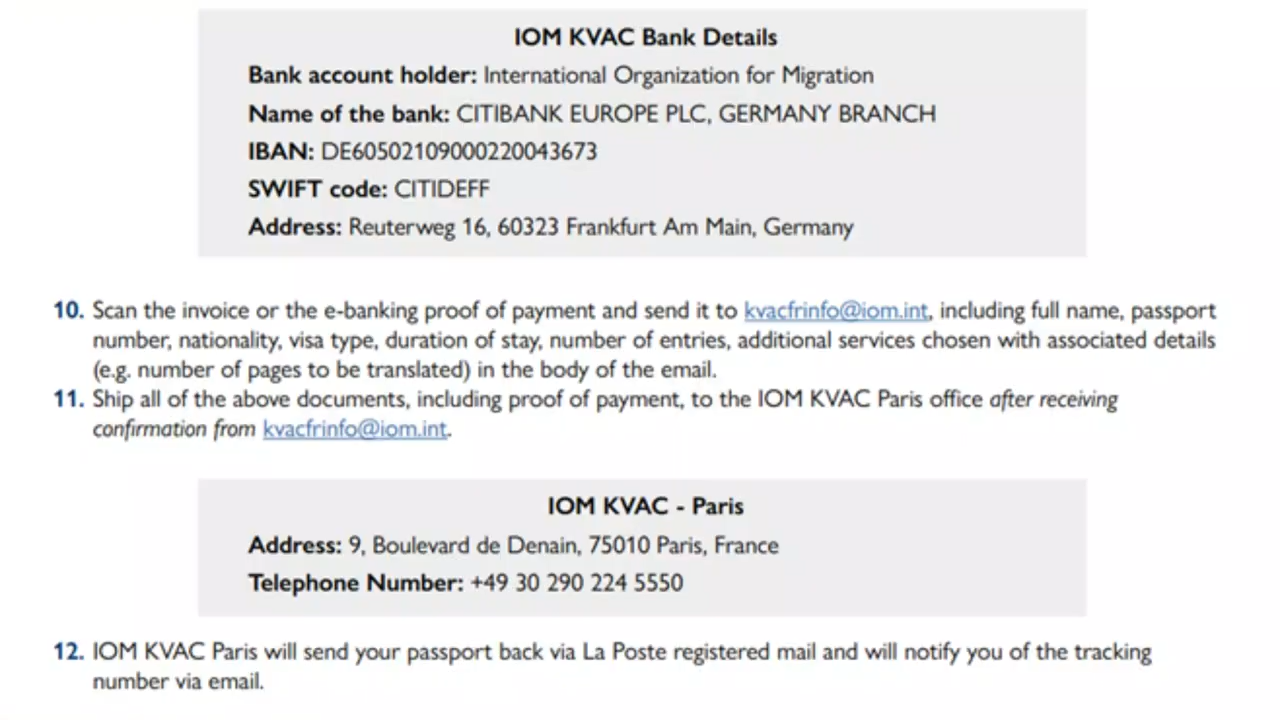 IOM KVAC Bank Details
Bank account holder: International Organization for Migration
Name of the bank: CITIBANK EUROPE PLC, GERMANY BRANCH
IBAN: DE60502109000220043673
SWIFT code: CITIDEFF
Address: Reuterweg 16, 60323 Frankfurt Am Main, Germany
10. Scan the invoice or the e-banking proof of payment and send it to kvacfrinfo@iom.int, including full name, passport
number, nationality, visa type, duration of stay, number of entries, additional services chosen with associated details
(e.g. number of pages to be translated) in the body of the email.
11. Ship all of the above documents, including proof of payment, to the IOM KVAC Paris office after receiving
confirmation from kvacfrinfo@iom.int.
IOM KVAC - Paris
Address: 9, Boulevard de Denain, 75010 Paris, France
Telephone Number: +49 30 290 224 5550
12. IOM KVAC Paris will send your passport back via La Poste registered mail and will notify you of the tracking
number via email.